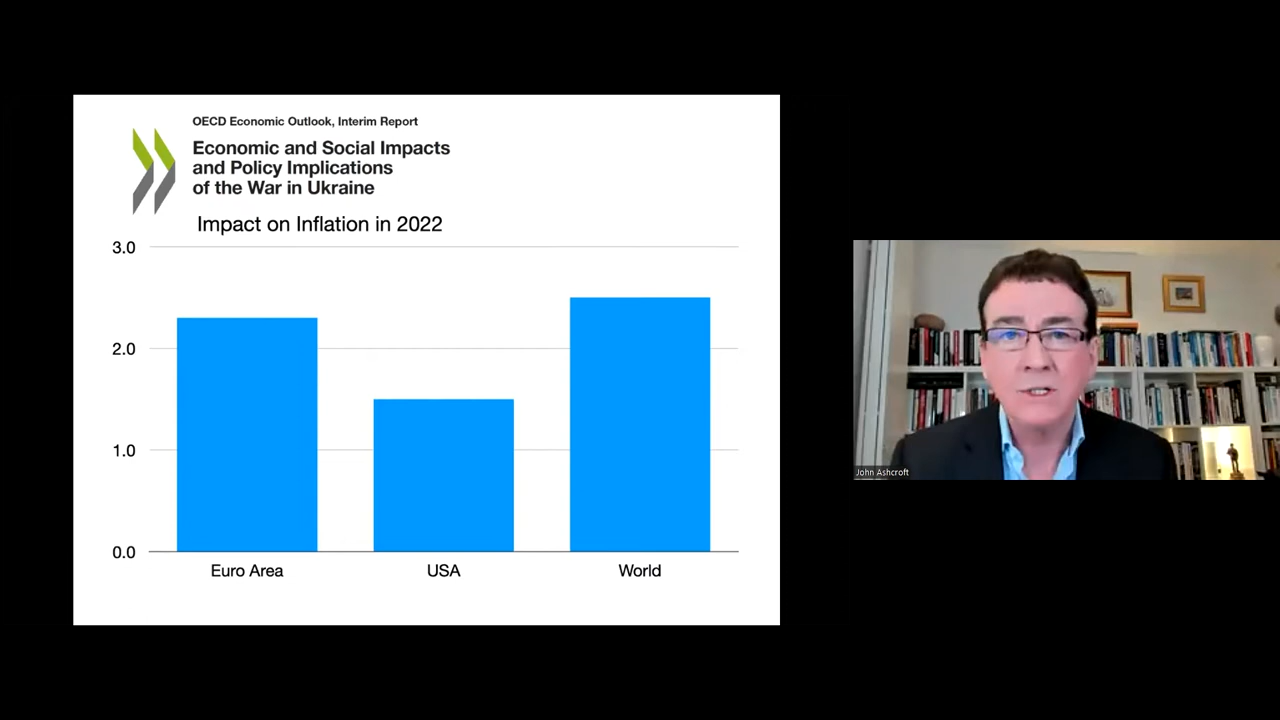 OECD Economic Outlook, Interim Report
Economic and Social Impacts
and Policy Implications
of the War in Ukraine
Impact on Inflation in 2022
3.0
2.0
1.0
0.0
Euro Area
USA
World
John Ashcroft